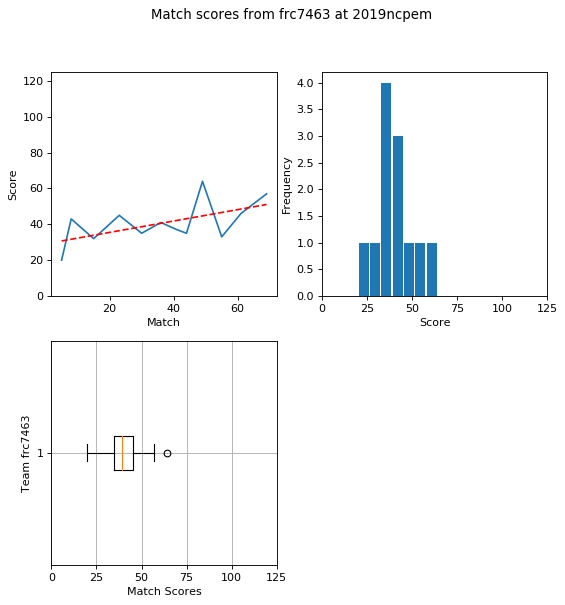 Match scores from frc7463 at 2019ncpem
120
100
80
60
40
20
0
Score
20 40 60
Match
4.0
3.5
3.0
2.5
2.0
1.5
1.0
0.5
0.0
Frequency
0 25 50 75 100 125
Score
Team frc7463
1
0 25 50 75 100 125
Match Scores